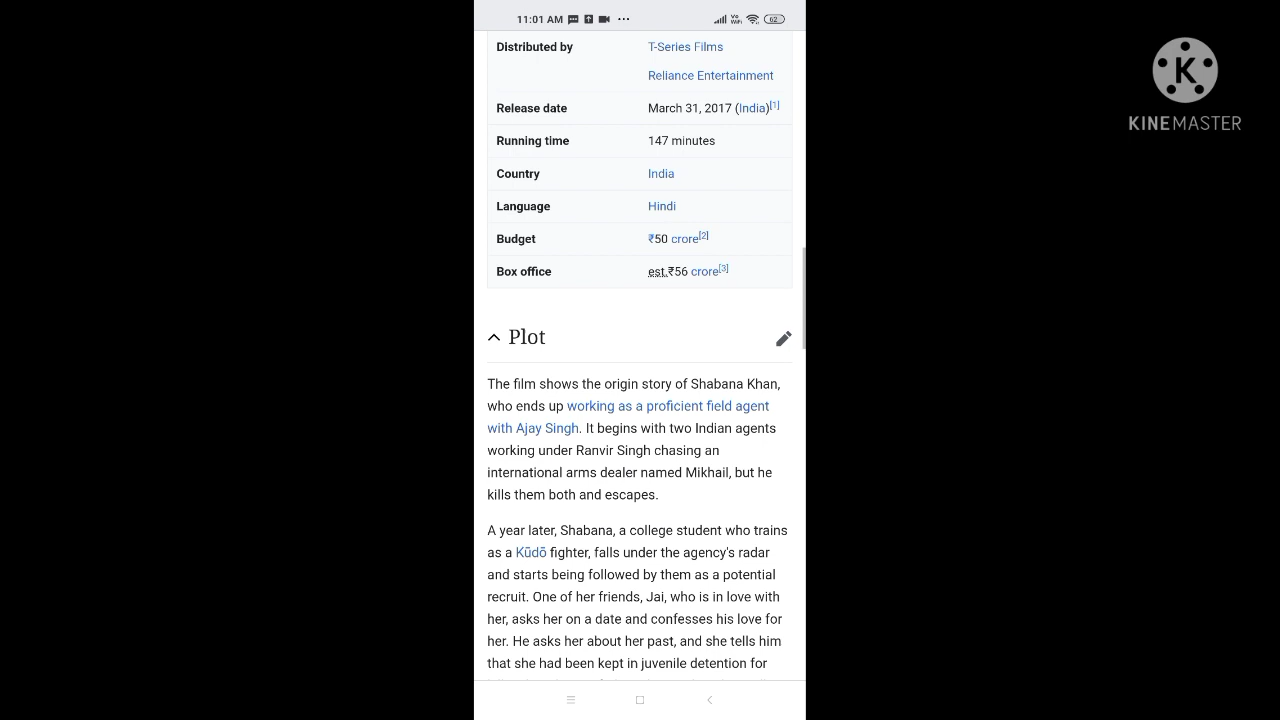 11:01 AM
Vo
WiFi
62
K
KINEMASTER
Distributed by T-Series Films
Reliance Entertainment
Release date March 31, 2017 (India)[1]
Running time 147 minutes
Country India
Language Hindi
Budget ₹50 crore[2]
Box office est.₹56 crore[3]
Plot
The film shows the origin story of Shabana Khan,
who ends up working as a proficient field agent
with Ajay Singh. It begins with two Indian agents
working under Ranvir Singh chasing an
international arms dealer named Mikhail, but he
kills them both and escapes.
A year later, Shabana, a college student who trains
as a Kūdō fighter, falls under the agency's radar
and starts being followed by them as a potential
recruit. One of her friends, Jai, who is in love with
her, asks her on a date and confesses his love for
her. He asks her about her past, and she tells him
that she had been kept in juvenile detention for